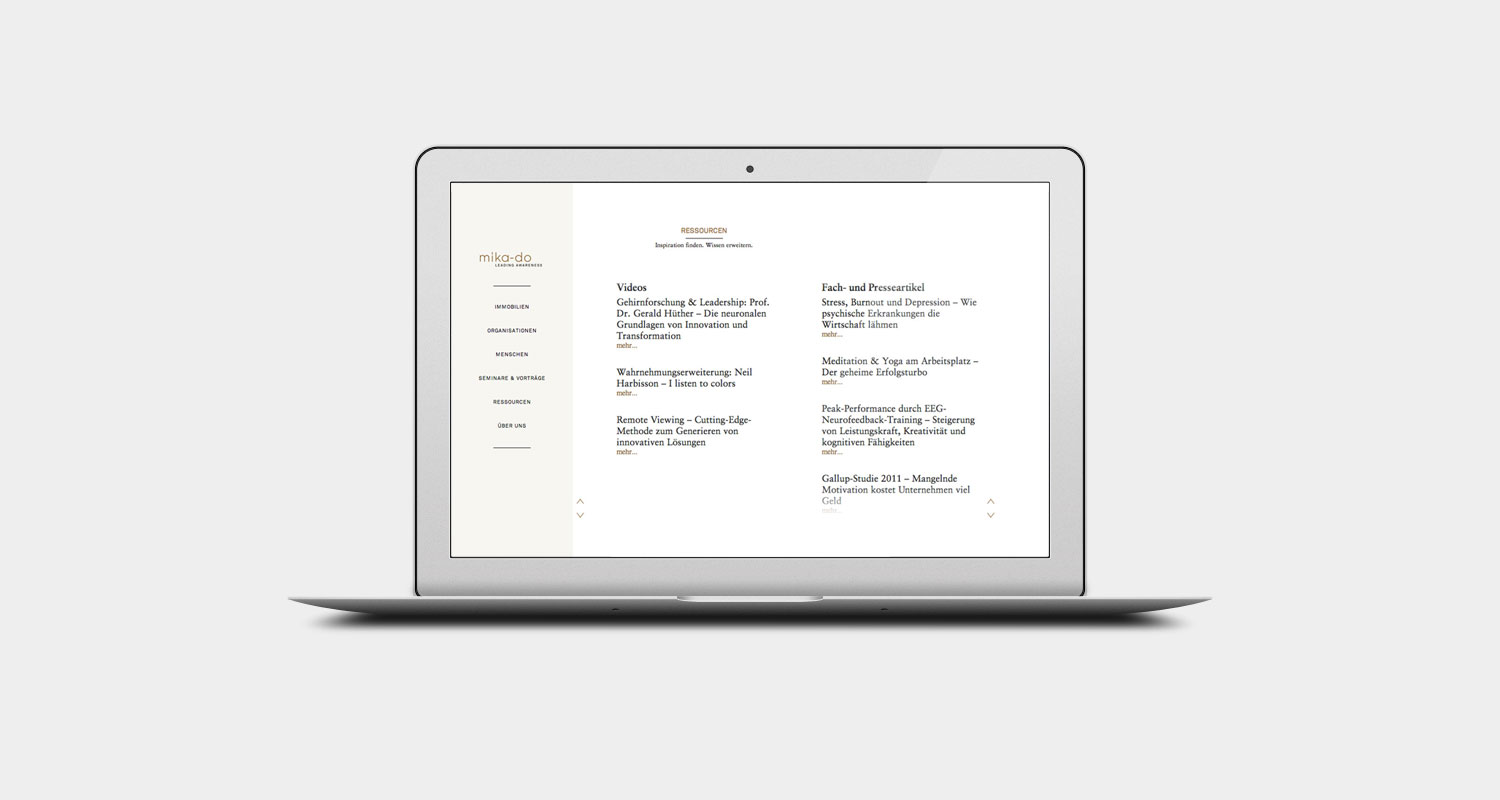 mika-do
LEADING AWARENESS
IMMOBILIEN
ORGANISATIONEN
MENSCHEN
SEMINARE & VORTRÄGE
RESSOURCEN
ÜBER UNS
RESSOURCEN
Inspiration finden. Wissen erweitern.
Videos
Gehirnforschung & Leadership: Prof.
Dr. Gerald Hüther – Die neuronalen
Grundlagen von Innovation und
Transformation
mehr...
Wahrnehmungserweiterung: Neil
Harbisson – I listen to colors
mehr...
Remote Viewing – Cutting-Edge-
Methode zum Generieren von
innovativen Lösungen
mehr...
Fach- und Presseartikel
Stress, Burnout und Depression – Wie
psychische Erkrankungen die
Wirtschaft lähmen
mehr...
Meditation & Yoga am Arbeitsplatz –
Der geheime Erfolgsturbo
mehr...
Peak-Performance durch EEG-
Neurofeedback-Training – Steigerung
von Leistungskraft, Kreativität und
kognitiven Fähigkeiten
mehr...
Gallup-Studie 2011 – Mangelnde
Motivation kostet Unternehmen viel
Geld
mehr...